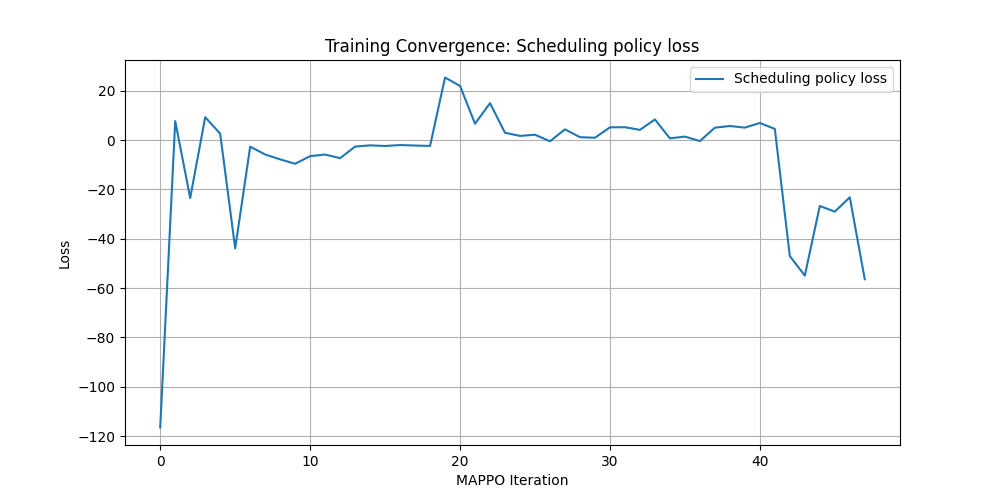 Training Convergence: Scheduling policy loss
Scheduling policy loss
Loss
20
0
−20
−40
−60
−80
−100
−120
0 10 20 30 40
MAPPO Iteration